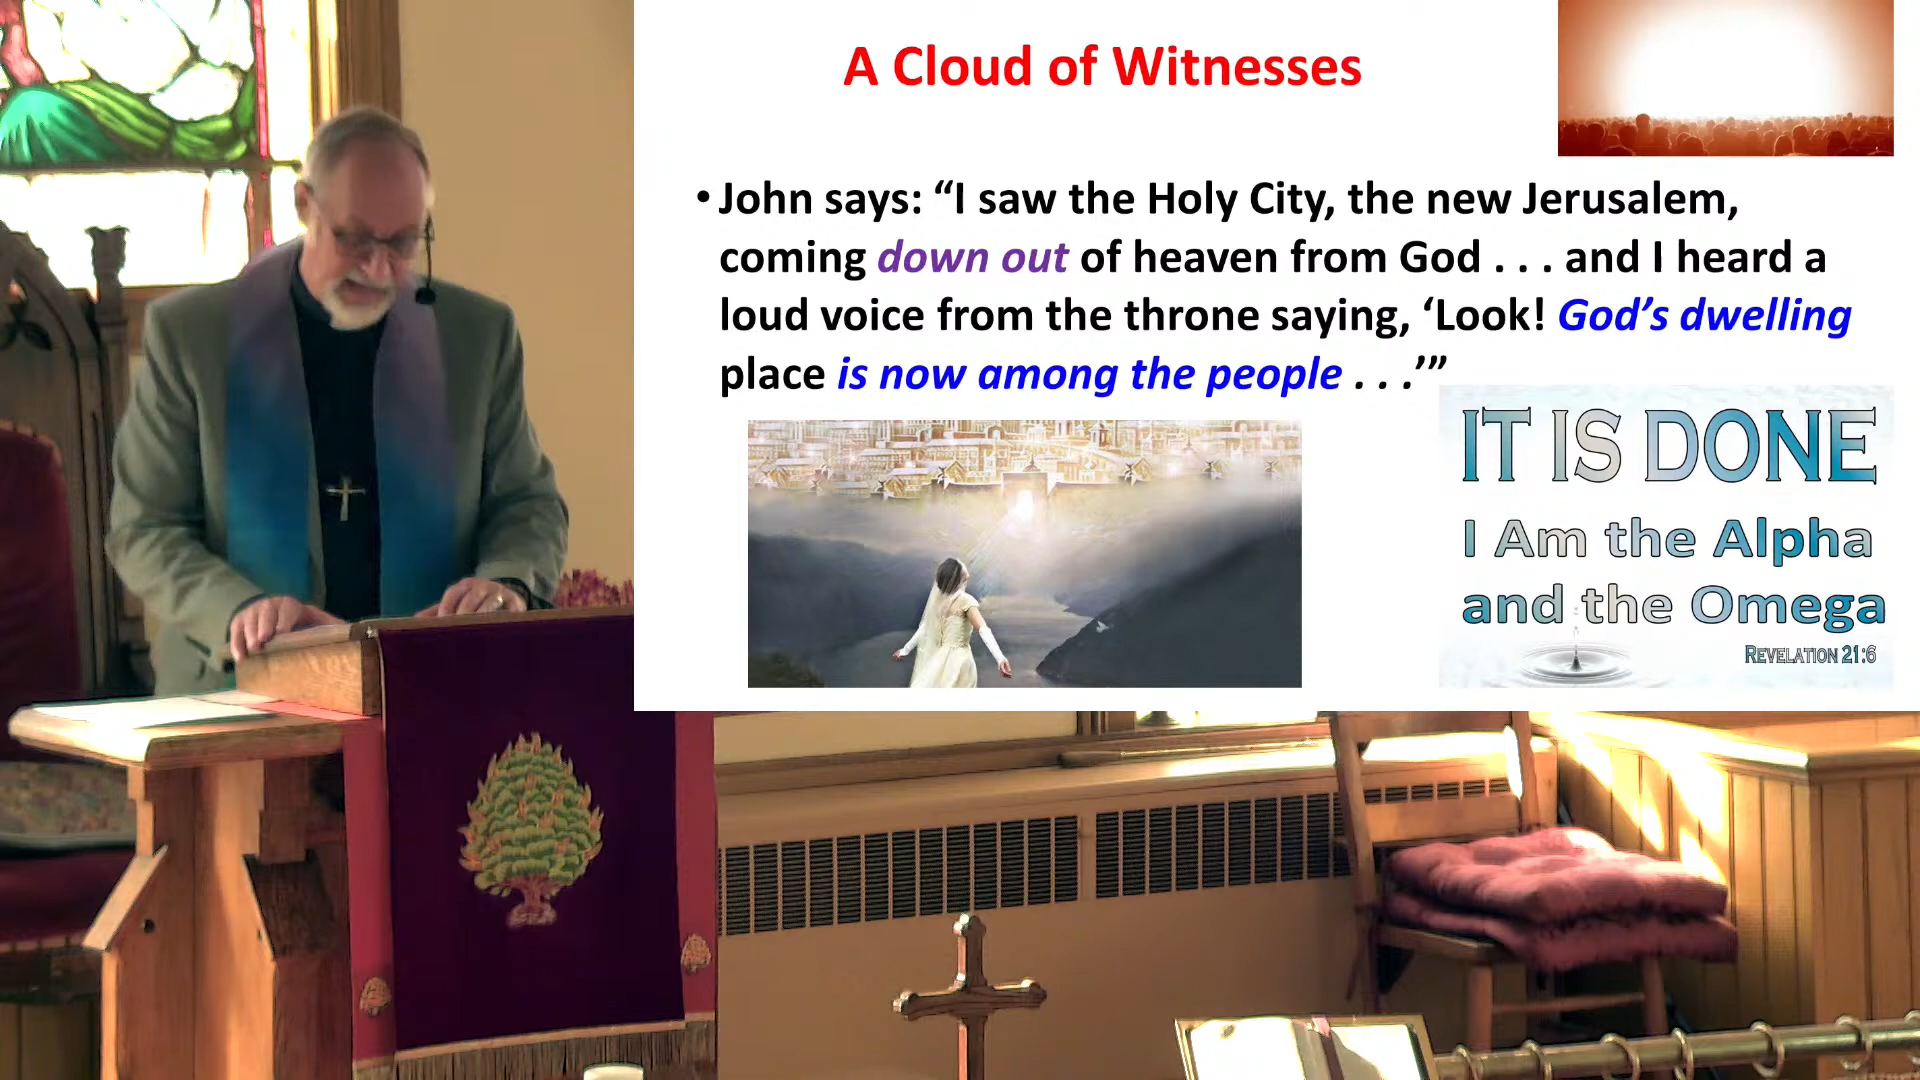 A Cloud of Witnesses
• John says: “I saw the Holy City, the new Jerusalem,
coming down out of heaven from God . . . and I heard a
loud voice from the throne saying, ‘Look! God’s dwelling
place is now among the people . . .’”
IT IS DONE
I Am the Alpha
and the Omega
REVELATION 21:6